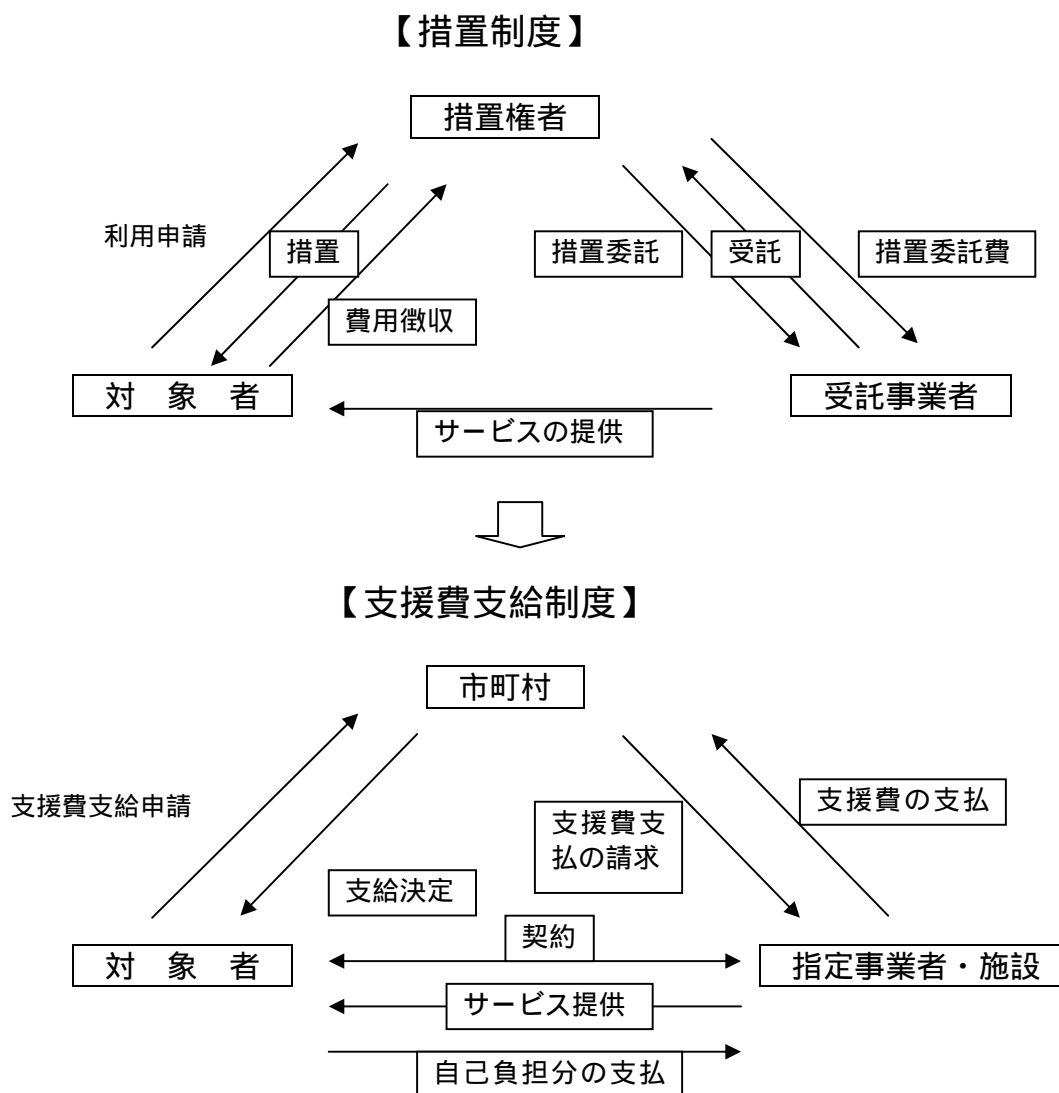 【措置制度】
措置権者
利用申請
措置
費用徴収
措置委託
受託
措置委託費
対 象 者
受託事業者
サービスの提供
【支援費支給制度】
市町村
支援費支給申請
支給決定
支援費支
払の請求
支援費の支払
対 象 者
契約
指定事業者・施設
サービス提供
自己負担分の支払